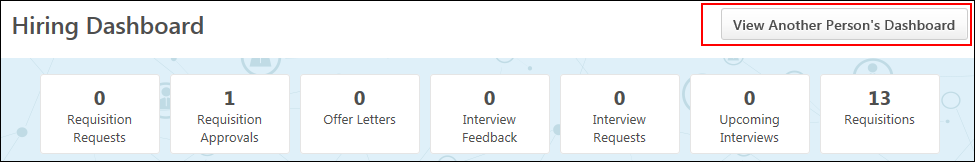 Hiring Dashboard
View Another Person's Dashboard
0
Requisition
Requests
1
Requisition
Approvals
0
Offer Letters
0
Interview
Feedback
0
Interview
Requests
0
Upcoming
Interviews
13
Requisitions